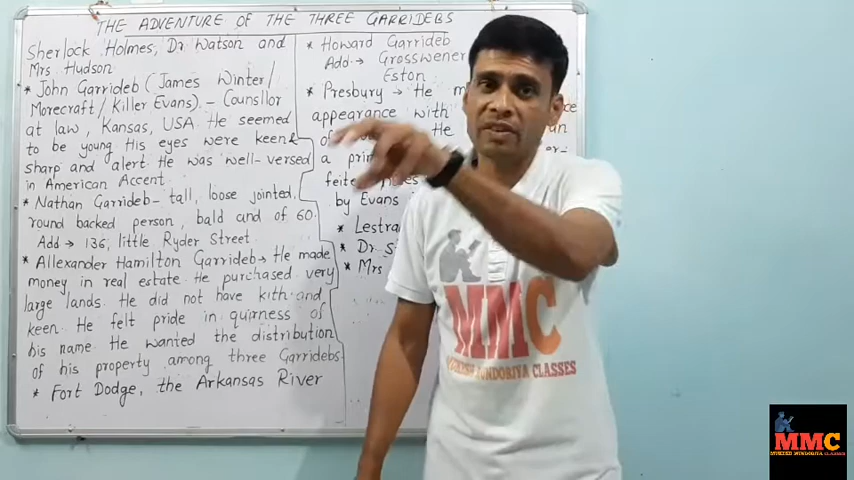 THE ADVENTURE OF THE THREE GARRIDEBS
SHERLOCK HOLMES, DR WATSON and
MRS HUDSON
* JOHN GARRIDEB (JAMES WINTER/
MORECRAFT/ KILLER EVANS) - COUNSLLOR
at LAW, KANSAS, USA. HE SEEMED
to be YOUNG, HIS EYES WERE KEEN &
SHARP and ALERT. HE WAS WELL-VERSED
IN AMERICAN ACCENT.
* NATHAN GARRIDEB - tall, loose jointed,
ROUND BACKED PERSON, BALD and OF 60.
ADD → 136, LITTLE RYDER STREET
* ALLEXANDER HAMILTON GARRIDEB → HE MADE
MONEY IN REAL ESTATE. HE PURCHASED VERY
LARGE LANDS. HE DID NOT HAVE KITH AND
KEEN. HE FELT PRIDE IN QUIRNESS OF
HIS NAME. HE WANTED THE DISTRIBUTION
OF HIS PROPERTY AMONG THREE GARRIDEBS.
* FORT DODGE, the ARKANSAS RIVER
* HOWARD GARRIDEB
ADD → GROSSWENER
ESTON
* PRESBURY → HE
APPEARANCE WITH
HE
a
by EVANS
* LESTRA
* DR
* MRS
MMC
CLASSES
MMC
CLASSES